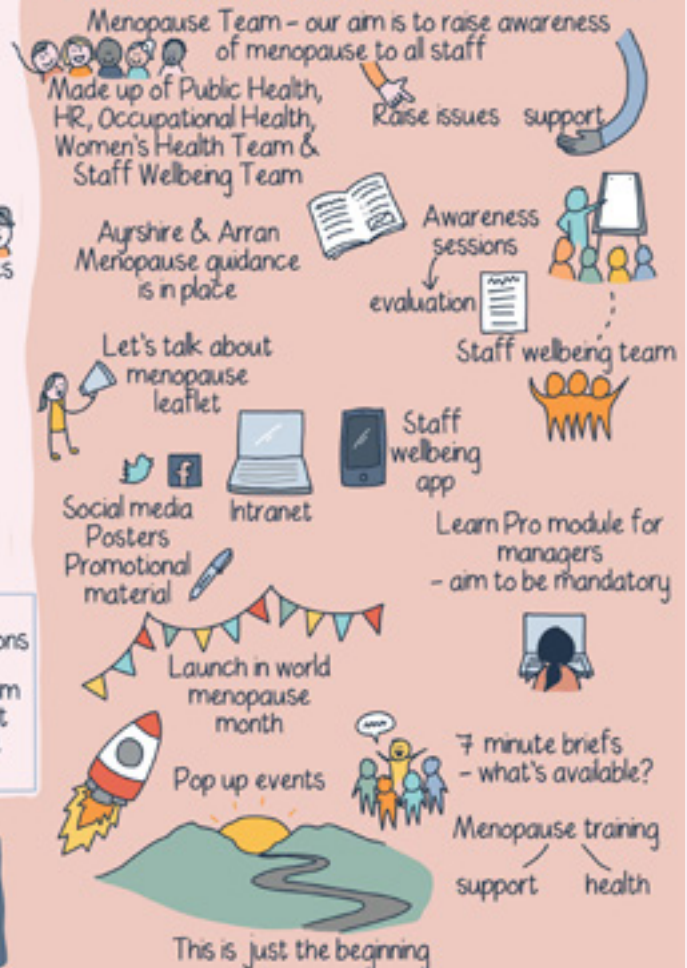 Menopause Team - our aim is to raise awareness
of menopause to all staff
Made up of Public Health,
HR, Occupational Health,
Women's Health Team &
Staff Wellbeing Team
Raise issues
support
Ayrshire & Arran
Menopause guidance
is in place
Awareness
sessions
evaluation
Staff wellbeing team
Let's talk about
menopause
leaflet
Staff
wellbeing
app
Social media
Posters
Promotional
material
Intranet
Learn Pro module for
managers
- aim to be mandatory
Launch in world
menopause
month
Pop up events
7 minute briefs
- what's available?
Menopause training
support
health
This is just the beginning